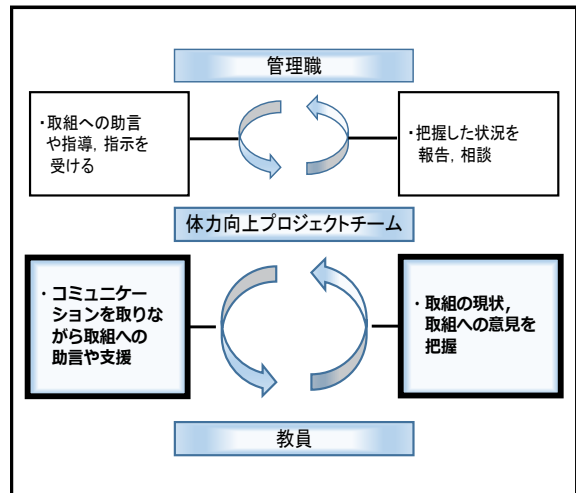 管理職
・取組への助言
や指導，指示を
受ける
・把握した状況を
報告，相談
体力向上プロジェクトチーム
・コミュニケー
ションを取りな
がら取組への
助言や支援
・取組の現状，
取組への意見を
把握
教員